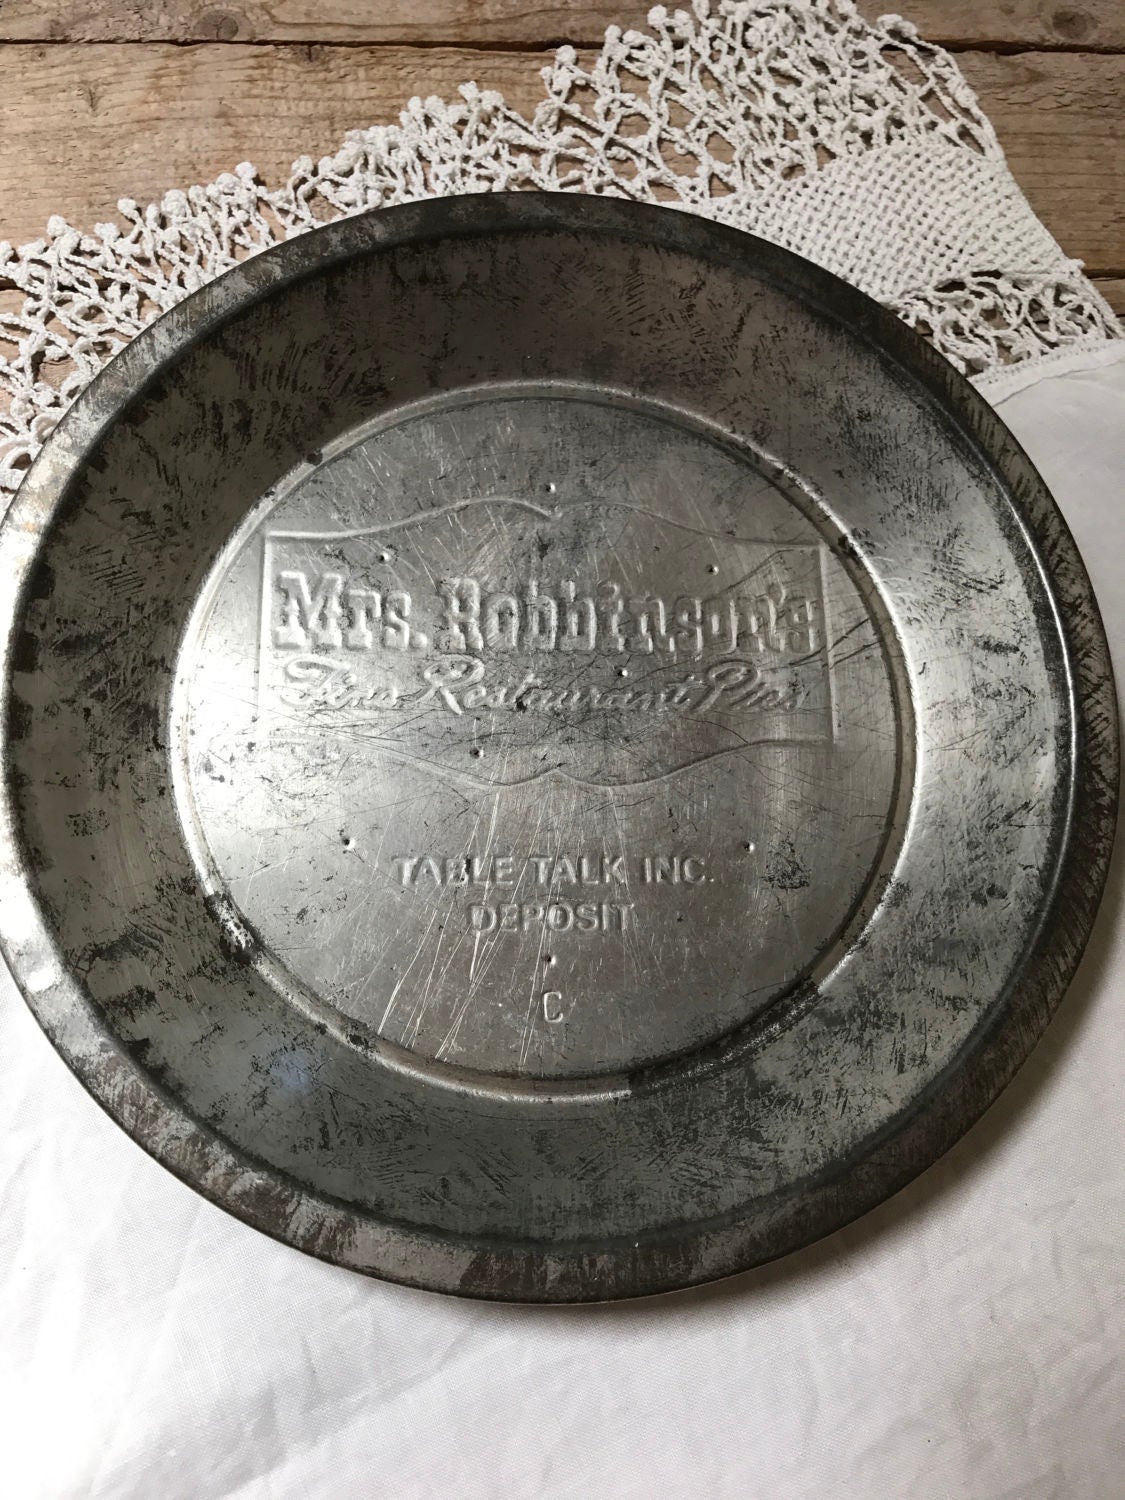 Mrs. Robbinson's
Fine Restaurant Pies
TABLE TALK INC.
DEPOSIT
C